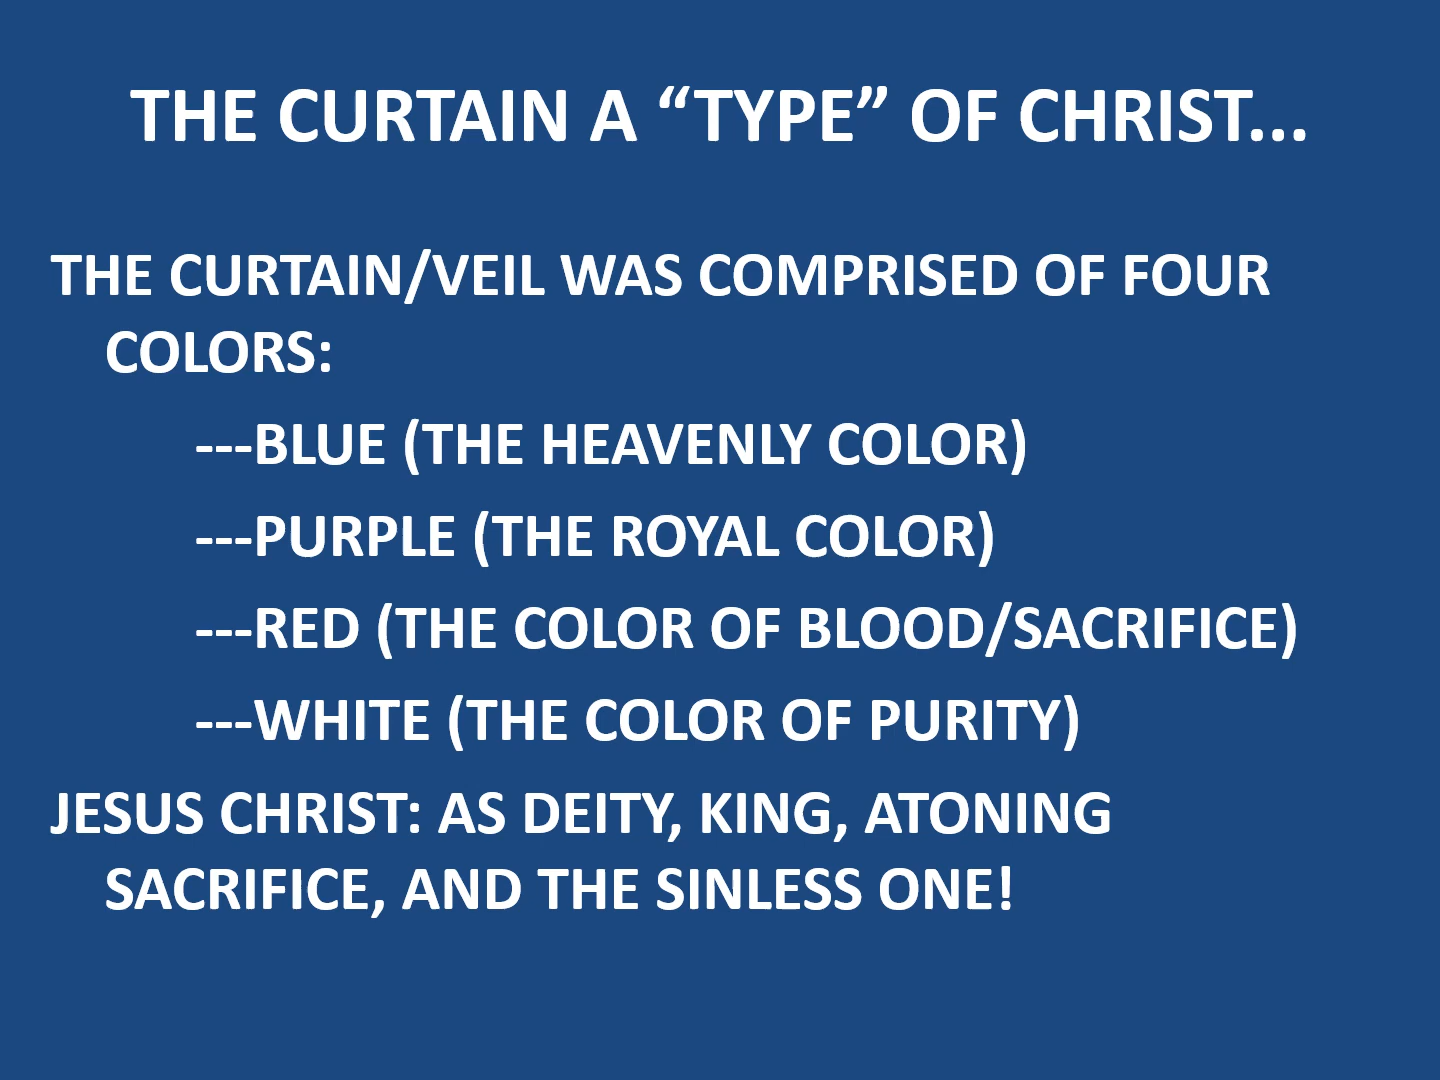 THE CURTAIN A “TYPE” OF CHRIST...
THE CURTAIN/VEIL WAS COMPRISED OF FOUR
COLORS:
---BLUE (THE HEAVENLY COLOR)
---PURPLE (THE ROYAL COLOR)
---RED (THE COLOR OF BLOOD/SACRIFICE)
---WHITE (THE COLOR OF PURITY)
JESUS CHRIST: AS DEITY, KING, ATONING
SACRIFICE, AND THE SINLESS ONE!